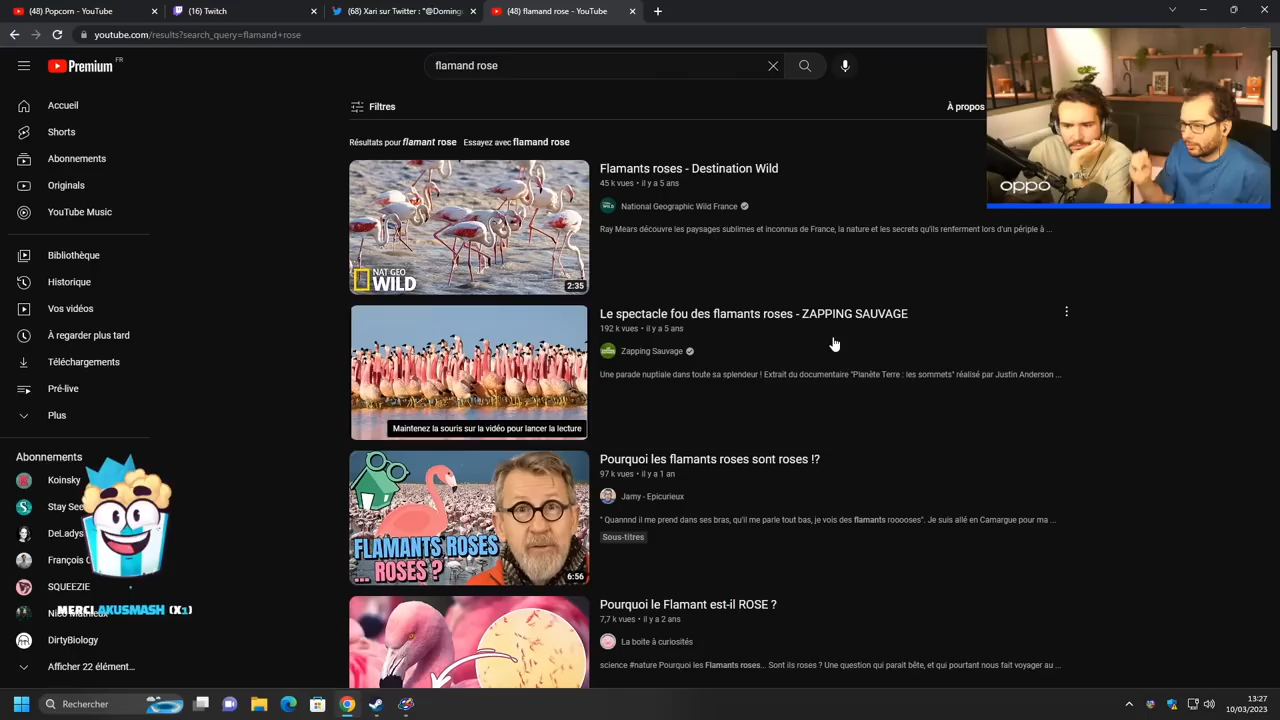 (48) Popcorn - YouTube
(16) Twitch
(68) Xari sur Twitter : "@Doming
(48) flamand rose - YouTube
youtube.com/results?search_query=flamand+rose
Premium FR
flamand rose
Accueil
Shorts
Abonnements
Originals
YouTube Music
Bibliothèque
Historique
Vos vidéos
À regarder plus tard
Téléchargements
Pré-live
Plus
Abonnements
Koinsky
Stay See
DeLadys
François
SQUEEZIE
DirtyBiology
Afficher 22 élément...
MERCI AKUSMASH (X1)
Filtres
À propos
Résultats pour flamant rose Essayez avec flamand rose
NAT GEO
WILD
2:35
Flamants roses - Destination Wild
45 k vues • il y a 5 ans
National Geographic Wild France
Ray Mears découvre les paysages sublimes et inconnus de France, la nature et les secrets qu'ils renferment lors d'un périple à ...
Maintenez la souris sur la vidéo pour lancer la lecture
Le spectacle fou des flamants roses - ZAPPING SAUVAGE
192 k vues • il y a 5 ans
Zapping Sauvage
Une parade nuptiale dans toute sa splendeur ! Extrait du documentaire "Planète Terre : les sommets" réalisé par Justin Anderson ...
FLAMANTS ROSES
... ROSES ?
6:56
Pourquoi les flamants roses sont roses !?
97 k vues • il y a 1 an
Jamy - Epicurieux
" Quannnd il me prend dans ses bras, qu'il me parle tout bas, je vois des flamants rooooses". Je suis allé en Camargue pour ma ...
Sous-titres
Pourquoi le Flamant est-il ROSE ?
7,7 k vues • il y a 2 ans
La boite à curiosités
science #nature Pourquoi les Flamants roses... Sont ils roses ? Une question qui paraît bête, et qui pourtant nous fait voyager au ...
oppo
Rechercher
13:27
10/03/2023